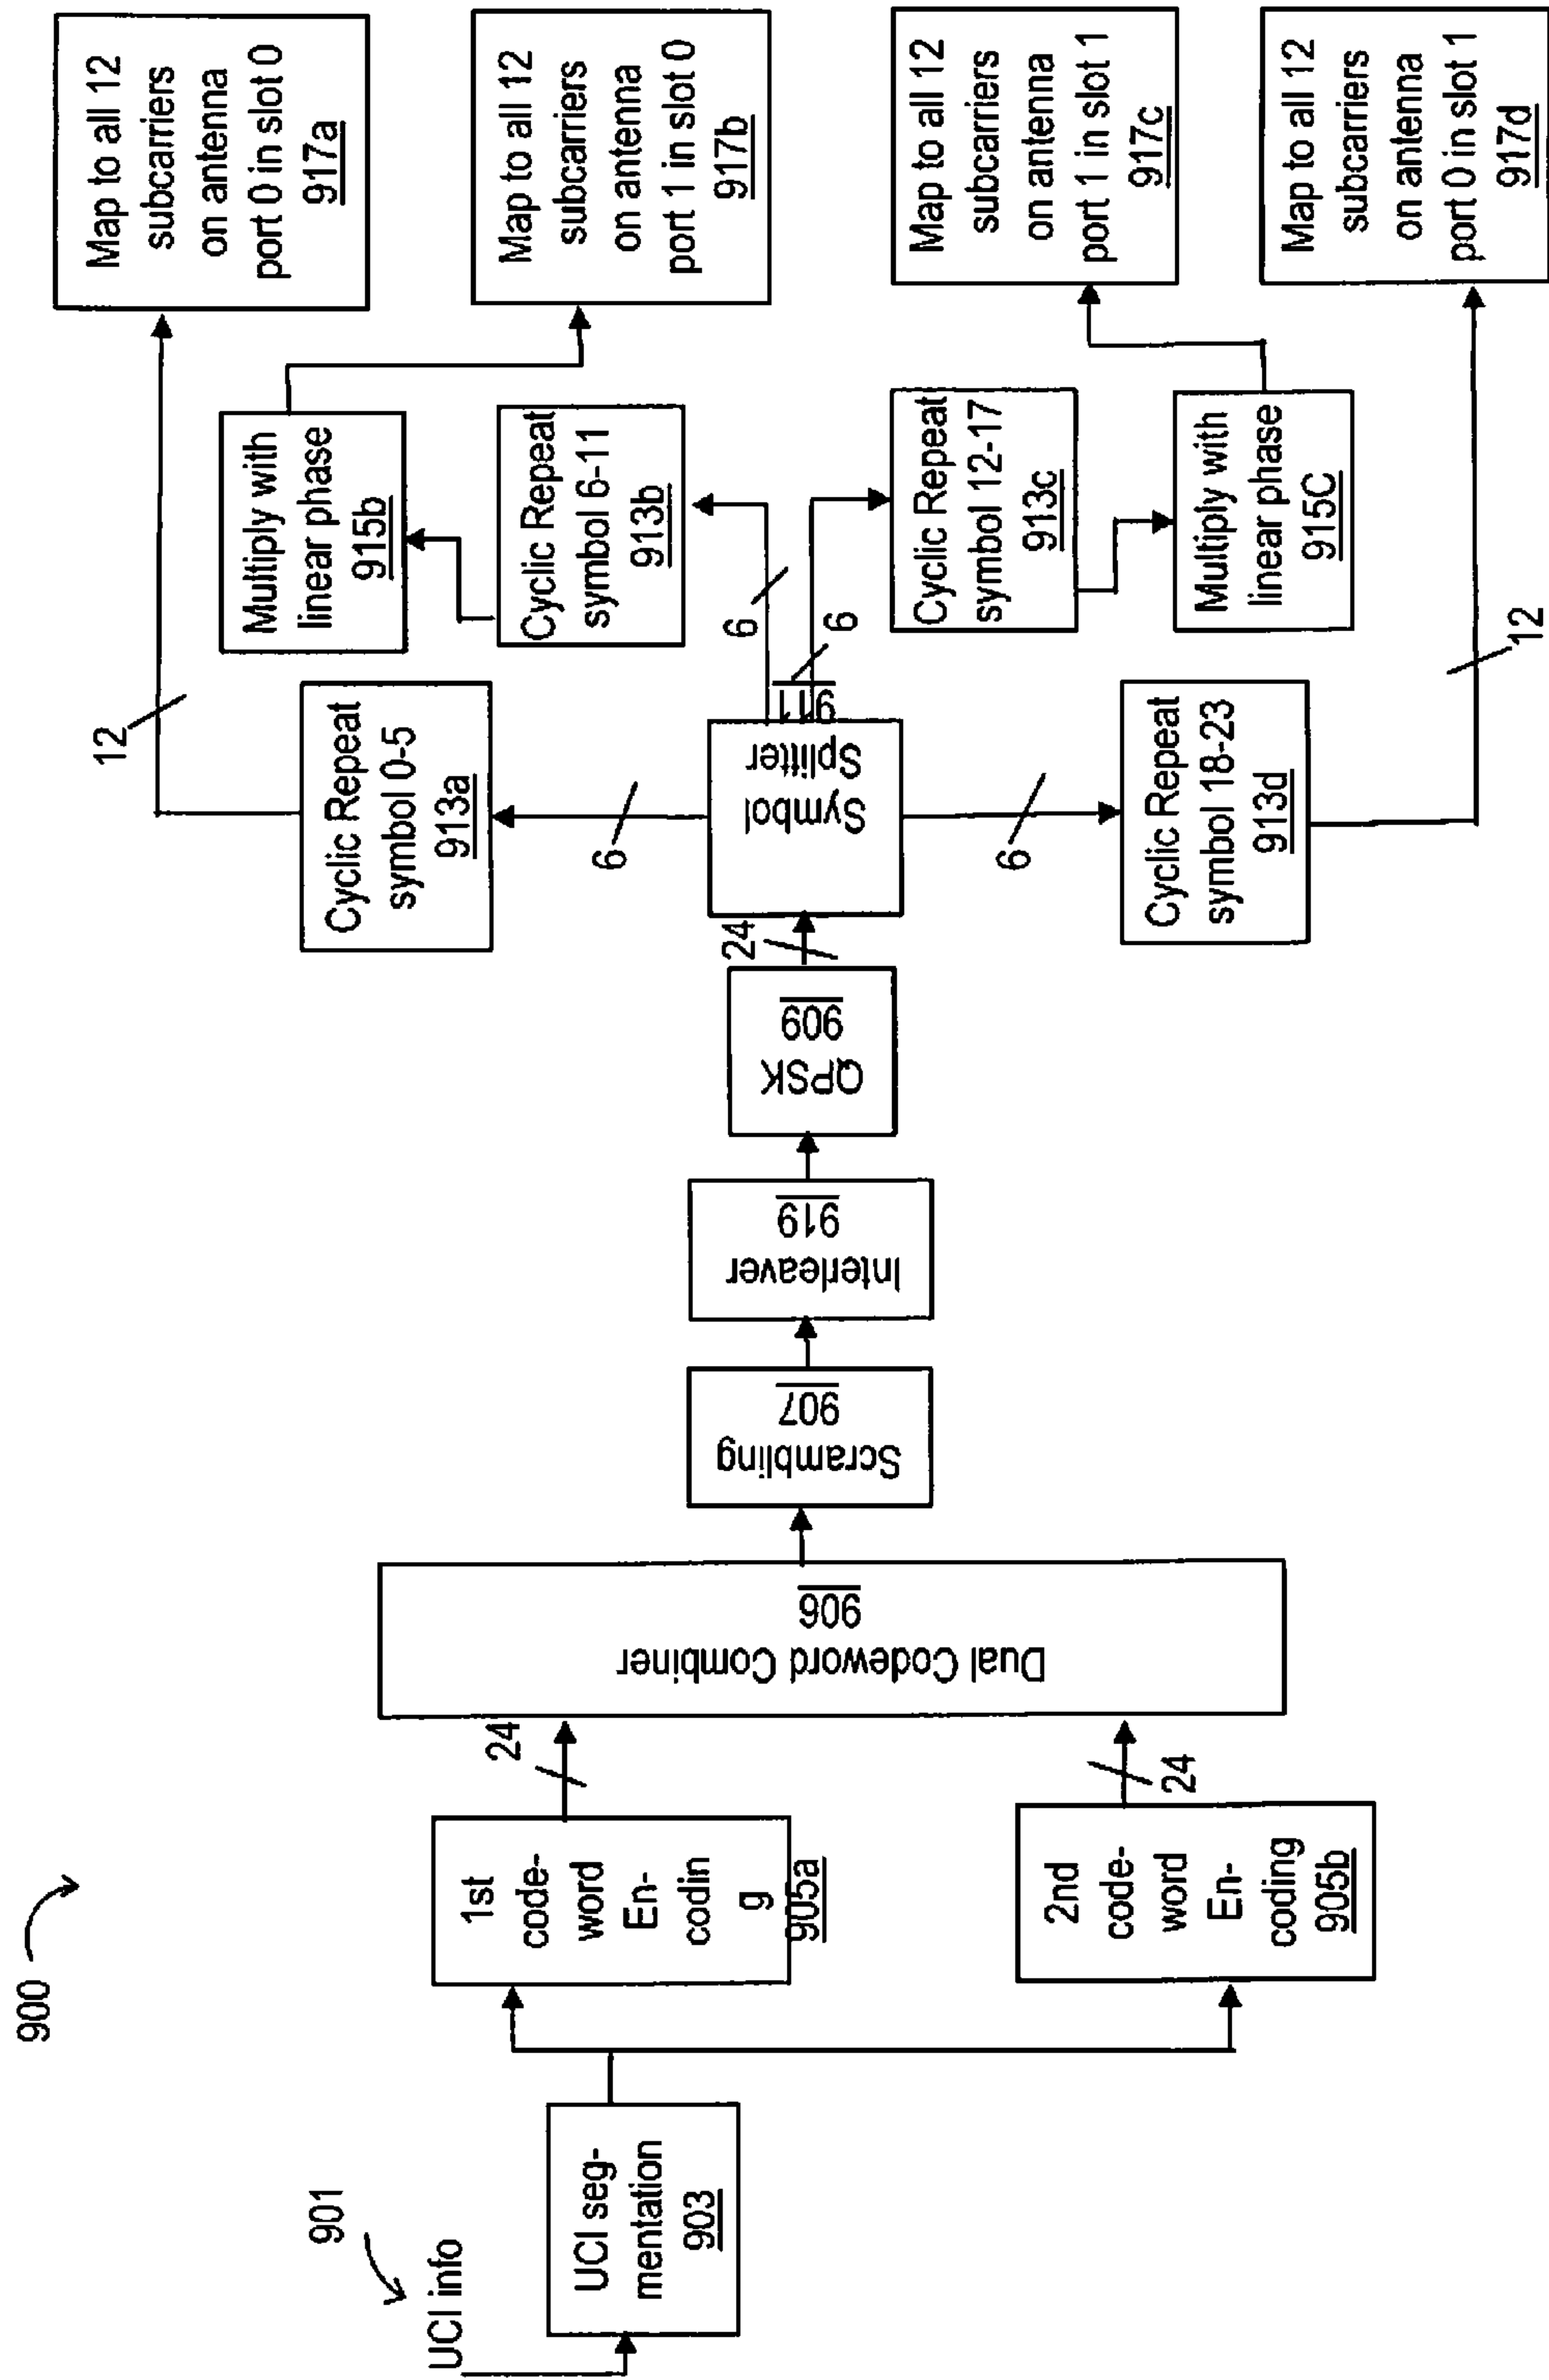 900
901
UCI info
UCI seg-
mentation
903
1st
code-
word
En-
codin
g
905a
2nd
code-
word
En-
coding
905b
24
24
Dual Codeword Combiner
906
Scrambling
907
Interleaver
919
QPSK
909
24
Symbol
Splitter
911
6
6
6
6
Cyclic Repeat
symbol 0-5
913a
12
Map to all 12
subcarriers
on antenna
port 0 in slot 0
917a
Cyclic Repeat
symbol 6-11
913b
Multiply with
linear phase
915b
Map to all 12
subcarriers
on antenna
port 1 in slot 0
917b
Cyclic Repeat
symbol 12-17
913c
Multiply with
linear phase
915C
Map to all 12
subcarriers
on antenna
port 1 in slot 1
917c
Cyclic Repeat
symbol 18-23
913d
12
Map to all 12
subcarriers
on antenna
port 0 in slot 1
917d